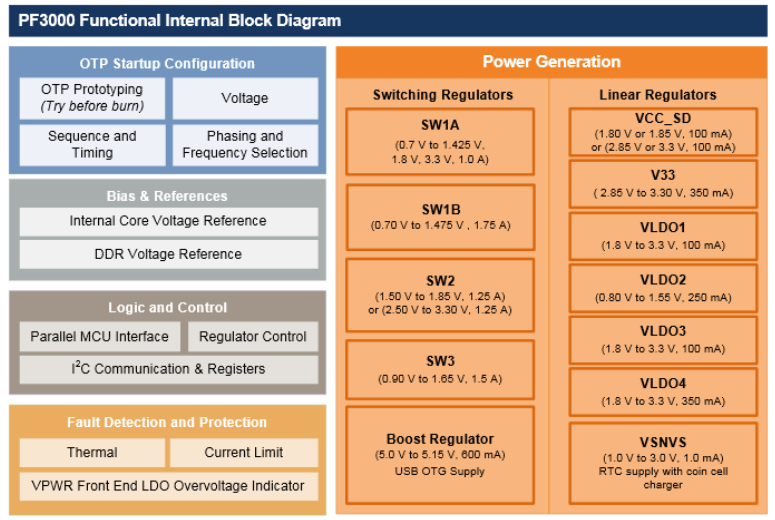 PF3000 Functional Internal Block Diagram
OTP Startup Configuration
OTP Prototyping
(Try before burn)
Voltage
Sequence and
Timing
Phasing and
Frequency Selection
Bias & References
Internal Core Voltage Reference
DDR Voltage Reference
Logic and Control
Parallel MCU Interface
Regulator Control
I²C Communication & Registers
Fault Detection and Protection
Thermal
Current Limit
VPWR Front End LDO Overvoltage Indicator
Power Generation
Switching Regulators
SW1A
(0.7 V to 1.425 V,
1.8 V, 3.3 V, 1.0 A)
SW1B
(0.70 V to 1.475 V , 1.75 A)
SW2
(1.50 V to 1.85 V, 1.25 A)
or (2.50 V to 3.30 V, 1.25 A)
SW3
(0.90 V to 1.65 V, 1.5 A)
Boost Regulator
(5.0 V to 5.15 V, 600 mA)
USB OTG Supply
Linear Regulators
VCC_SD
(1.80 V or 1.85 V, 100 mA)
or (2.85 V or 3.3 V, 100 mA)
V33
( 2.85 V to 3.30 V, 350 mA)
VLDO1
(1.8 V to 3.3 V, 100 mA)
VLDO2
(0.80 V to 1.55 V, 250 mA)
VLDO3
(1.8 V to 3.3 V, 100 mA)
VLDO4
(1.8 V to 3.3 V, 350 mA)
VSNVS
(1.0 V to 3.0 V, 1.0 mA)
RTC supply with coin cell
charger